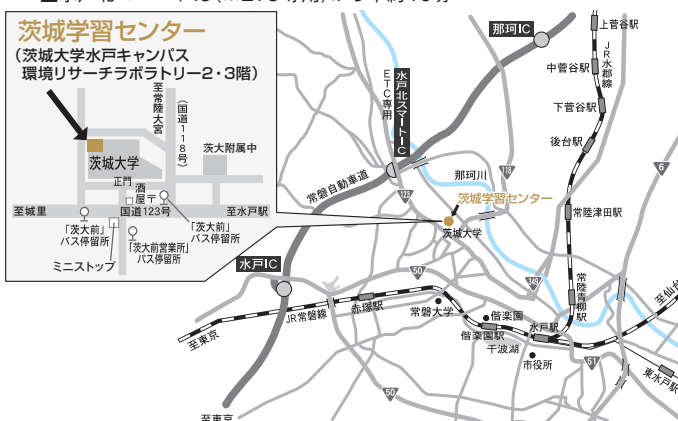 茨城学習センター
(茨城大学水戸キャンパス
環境リサーチラボラトリー2・3階)
至常陸大宮
(国道118号)
茨大附属中
茨城大学
正門
酒屋
〒
至城里
国道123号
至水戸駅
「茨大前」
バス停留所
「茨大前」
バス停留所
「茨大前営業所」
バス停留所
ミニストップ
那珂IC
水戸北スマートIC
ETC専用
上菅谷駅
JR水郡線
中菅谷駅
下菅谷駅
後台駅
那珂川
118
6
常磐自動車道
123
茨城学習センター
茨城大学
常陸津田駅
水戸IC
50
349
常陸青柳駅
至仙台
JR常磐線
赤塚駅
常磐大学
偕楽園
偕楽園駅
水戸駅
千波湖
市役所
51
東水戸駅
至東京
50
至東京